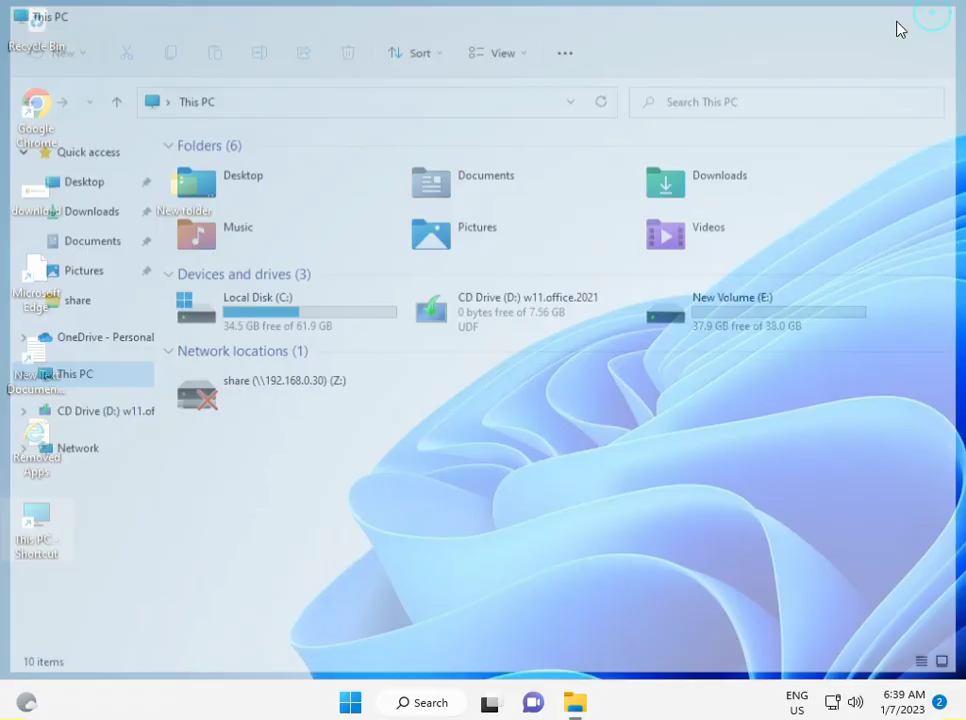 This PC
Recycle Bin
New
Sort
View
This PC
Search This PC
Google
Chrome
Quick access
Desktop
Downloads
Documents
Pictures
share
OneDrive - Personal
This PC
CD Drive (D:) w11.of
Network
download
New folder
Microsoft
Edge
New Text
Documen...
Removed
Apps
This PC -
Shortcut
Folders (6)
Desktop
Documents
Downloads
Music
Pictures
Videos
Devices and drives (3)
Local Disk (C:)
34.5 GB free of 61.9 GB
CD Drive (D:) w11.office.2021
0 bytes free of 7.56 GB
UDF
New Volume (E:)
37.9 GB free of 38.0 GB
Network locations (1)
share (\\192.168.0.30) (Z:)
10 items
Search
ENG
US
6:39 AM
1/7/2023
2